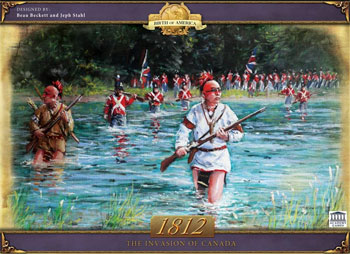 DESIGNED BY:
Beau Beckett and Jeph Stahl
BIRTH OF AMERICA
1812
THE INVASION OF CANADA